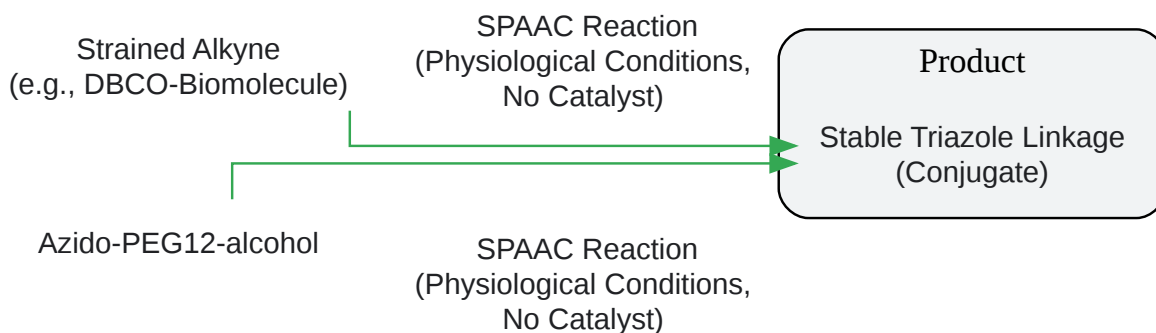 Strained Alkyne
(e.g., DBCO-Biomolecule)
SPAAC Reaction
(Physiological Conditions,
No Catalyst)
Product
Stable Triazole Linkage
(Conjugate)
Azido-PEG12-alcohol
SPAAC Reaction
(Physiological Conditions,
No Catalyst)